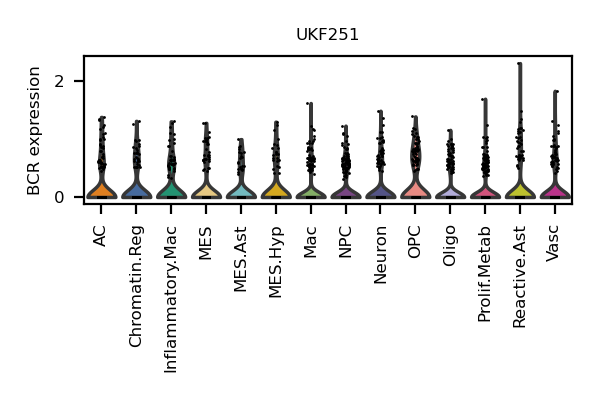 UKF251
BCR expression
2
0
AC
Chromatin.Reg
Inflammatory.Mac
MES
MES.Ast
MES.Hyp
Mac
NPC
Neuron
OPC
Oligo
Prolif.Metab
Reactive.Ast
Vasc